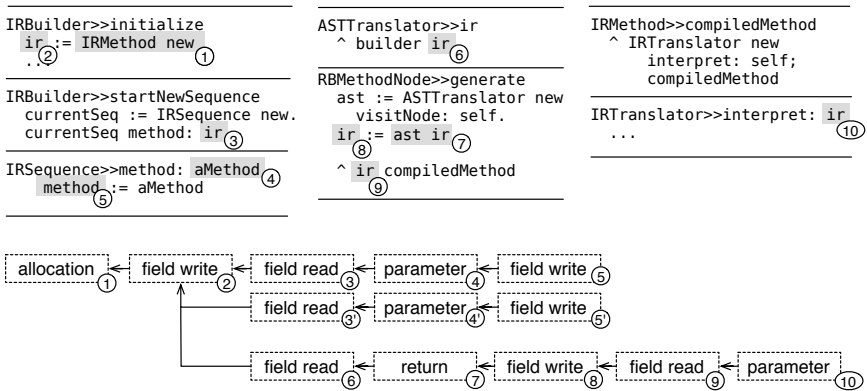 IRBuilder>>initialize
ir := IRMethod new
② ①
...
IRBuilder>>startNewSequence
currentSeq := IRSequence new.
currentSeq method: ir ③
IRSequence>>method: aMethod ④
method := aMethod
⑤
ASTTranslator>>ir
^ builder ir ⑥
RBMethodNode>>generate
ast := ASTTranslator new
visitNode: self.
ir := ast ir ⑦
⑧
^ ir compiledMethod
⑨
IRMethod>>compiledMethod
^ IRTranslator new
interpret: self;
compiledMethod
IRTranslator>>interpret: ir
... ⑩
allocation ① field write ② field read ③ parameter ④ field write ⑤
field read 3' parameter 4' field write 5'
field read ⑥ return ⑦ field write ⑧ field read ⑨ parameter ⑩